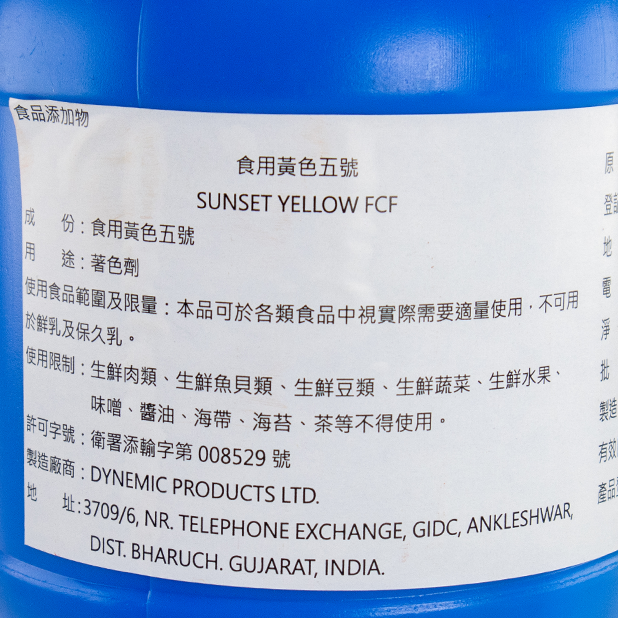 食品添加物
食用黃色五號
SUNSET YELLOW FCF
成 份：食用黃色五號
用 途：著色劑
使用食品範圍及限量：本品可於各類食品中視實際需要適量使用，不可用
於鮮乳及保久乳。
使用限制：生鮮肉類、生鮮魚貝類、生鮮豆類、生鮮蔬菜、生鮮水果、
味噌、醬油、海帶、海苔、茶等不得使用。
許可字號：衛署添輸字第 008529 號
製造廠商：DYNEMIC PRODUCTS LTD.
地 址:3709/6, NR. TELEPHONE EXCHANGE, GIDC, ANKLESHWAR,
DIST. BHARUCH. GUJARAT, INDIA.
原
登記
地
電
淨
批
製造
有效
產品